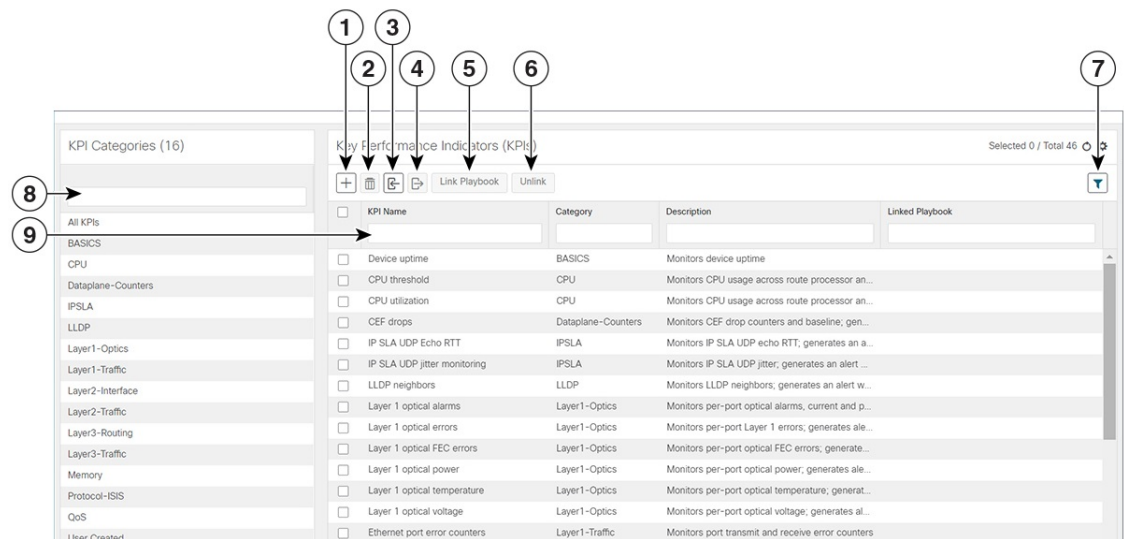 1 3
2 4 5 6 7
KPI Categories (16)
Key Performance Indicators (KPIs)
Selected 0 / Total 46
Link Playbook Unlink
8
9
All KPIs
BASICS
CPU
Dataplane-Counters
IPSLA
LLDP
Layer1-Optics
Layer1-Traffic
Layer2-Interface
Layer2-Traffic
Layer3-Routing
Layer3-Traffic
Memory
Protocol-ISIS
QoS
User Created
KPI Name Category Description Linked Playbook
Device uptime BASICS Monitors device uptime
CPU threshold CPU Monitors CPU usage across route processor an...
CPU utilization CPU Monitors CPU usage across route processor an...
CEF drops Dataplane-Counters Monitors CEF drop counters and baseline; gen...
IP SLA UDP Echo RTT IPSLA Monitors IP SLA UDP echo RTT; generates an a...
IP SLA UDP jitter monitoring IPSLA Monitors IP SLA UDP jitter; generates an alert ...
LLDP neighbors LLDP Monitors LLDP neighbors; generates an alert w...
Layer 1 optical alarms Layer1-Optics Monitors per-port optical alarms, current and p...
Layer 1 optical errors Layer1-Optics Monitors per-port Layer 1 errors; generates ale...
Layer 1 optical FEC errors Layer1-Optics Monitors per-port optical FEC errors; generate...
Layer 1 optical power Layer1-Optics Monitors per-port optical power; generates ale...
Layer 1 optical temperature Layer1-Optics Monitors per-port optical temperature; generat...
Layer 1 optical voltage Layer1-Optics Monitors per-port optical voltage; generates al...
Ethernet port error counters Layer1-Traffic Monitors port transmit and receive error counters